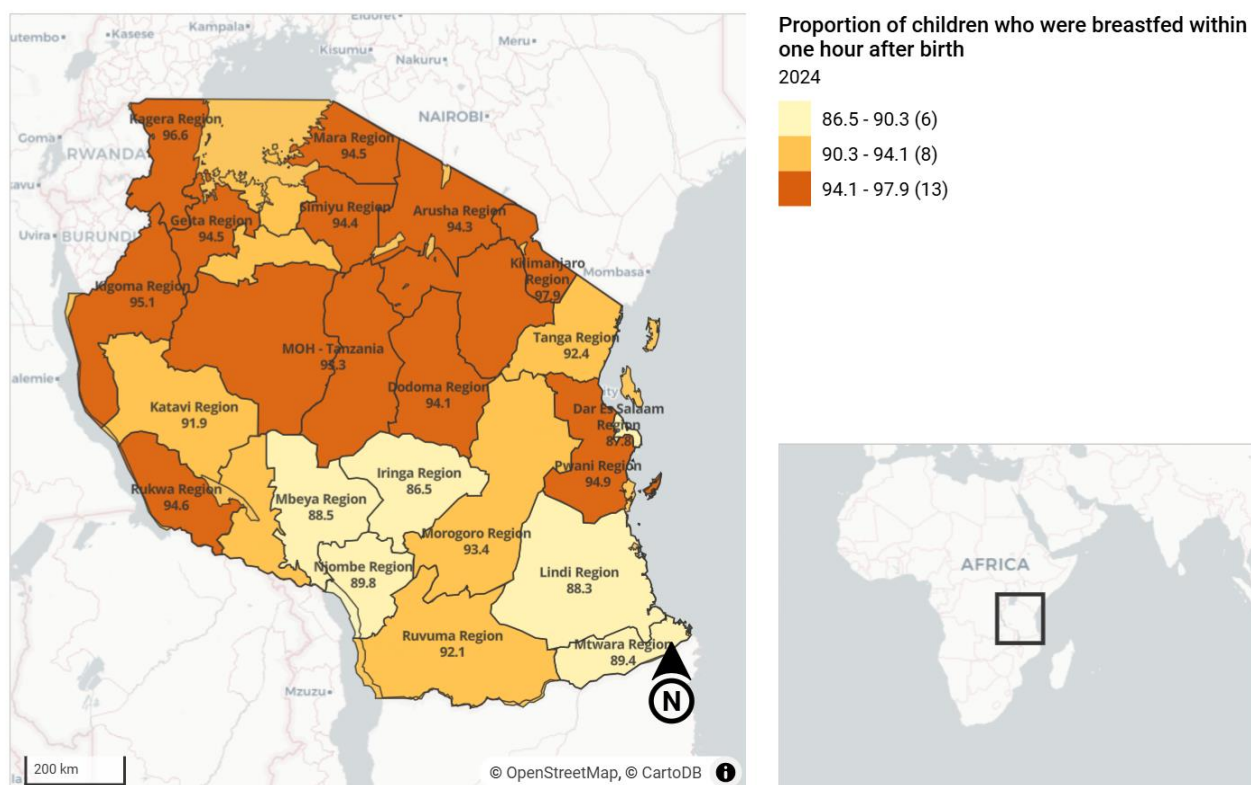 Kampala
Eldoret
utembo
Kasese
Meru
Kisumu
Nakuru
NAIROBI
Goma
RWANDA
Kagera Region
96.6
Mara Region
94.5
Geita Region
94.5
Simiyu Region
94.4
Arusha Region
94.3
Uvira
BURUNDI
Kigoma Region
95.1
Kilimanjaro
Region
97.9
Mombasa
MOH - Tanzania
93.3
Tanga Region
92.4
alemie
Katavi Region
91.9
Dodoma Region
94.1
Dar Es Salaam
Region
87.8
Rukwa Region
94.6
Iringa Region
86.5
Pwani Region
94.9
Mbeya Region
88.5
Morogoro Region
93.4
Njombe Region
89.8
Lindi Region
88.3
Ruvuma Region
92.1
Mtwara Region
89.4
N
Mzuzu
200 km
© OpenStreetMap, © CartoDB
Proportion of children who were breastfed within
one hour after birth
2024
86.5 - 90.3 (6)
90.3 - 94.1 (8)
94.1 - 97.9 (13)
AFRICA